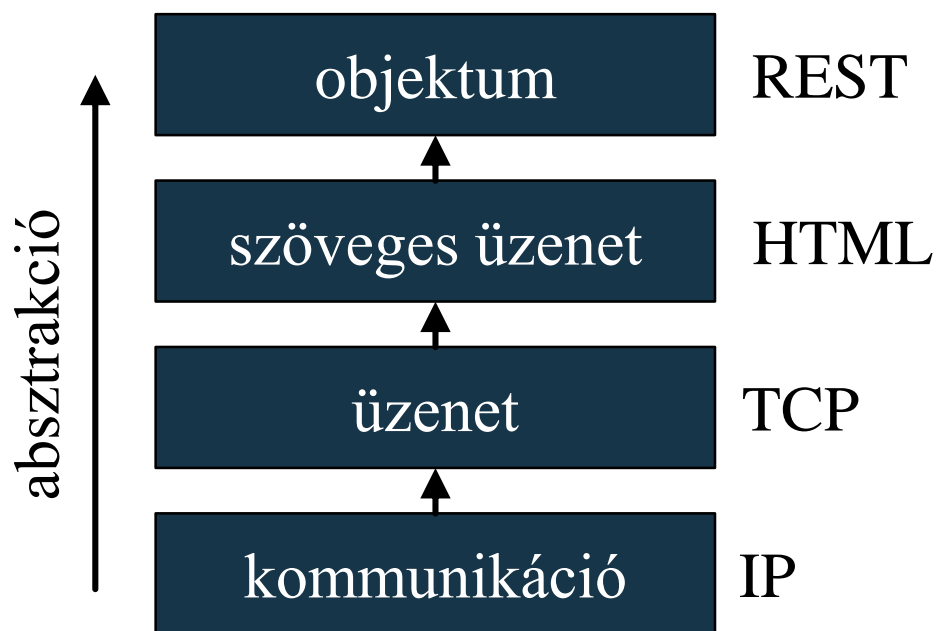 objektum REST
szöveges üzenet HTML
üzenet TCP
kommunikáció IP
absztrakció